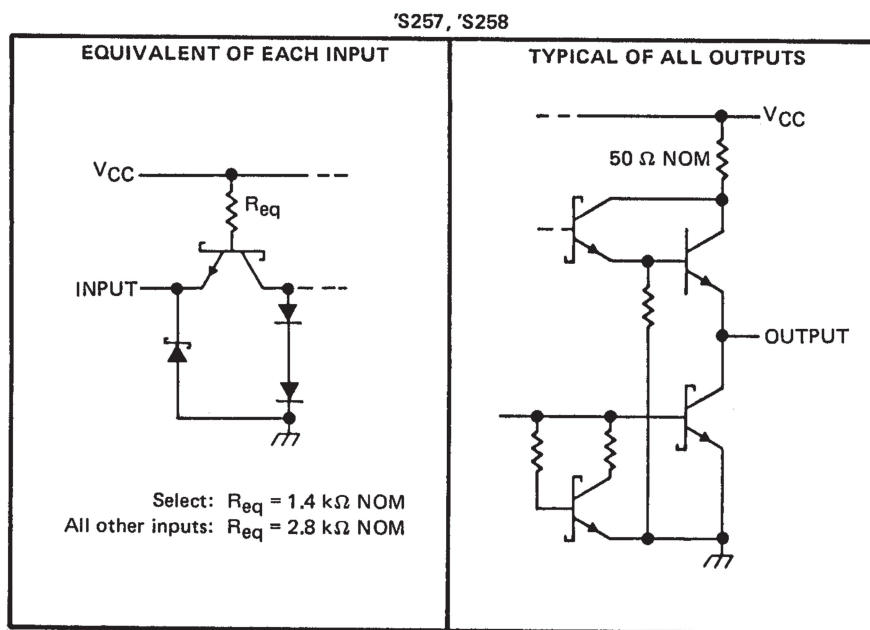 'S257, 'S258
EQUIVALENT OF EACH INPUT
VCC
Req
INPUT
Select: Req = 1.4 kΩ NOM
All other inputs: Req = 2.8 kΩ NOM
TYPICAL OF ALL OUTPUTS
VCC
50 Ω NOM
OUTPUT